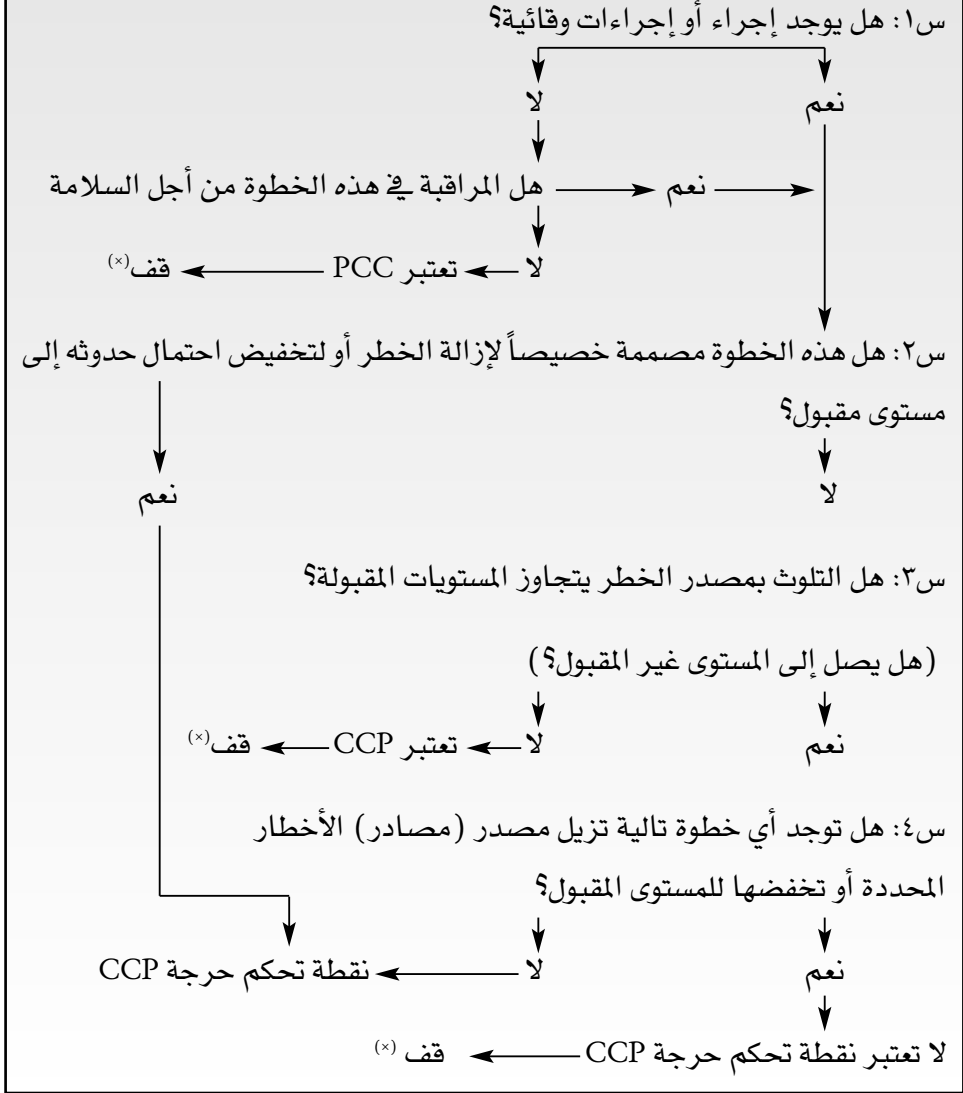 س١: هل يوجد إجراء أو إجراءات وقائية؟
نعم لا
هل المراقبة في هذه الخطوة من أجل السلامة نعم
لا تعتبر PCC قف(×)
س٢: هل هذه الخطوة مصممة خصيصاً لإزالة الخطر أو لتخفيض احتمال حدوثه إلى
مستوى مقبول؟
لا نعم
س٣: هل التلوث بمصدر الخطر يتجاوز المستويات المقبولة؟
(هل يصل إلى المستوى غير المقبول؟)
نعم لا تعتبر CCP قف(×)
س٤: هل توجد أي خطوة تالية تزيل مصدر (مصادر) الأخطار
المحددة أو تخفضها للمستوى المقبول؟
نعم لا نقطة تحكم حرجة CCP
لا تعتبر نقطة تحكم حرجة CCP قف (×)